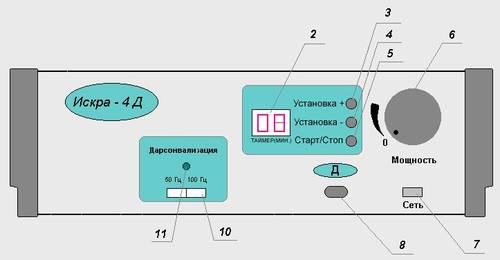 2
3
4
5
6
Искра - 4 Д
Установка +
08
Установка -
ТАЙМЕР(МИН.)
Старт/Стоп
0
Дарсонвализация
Мощность
50 Гц 100 Гц
Д
Сеть
11
10
8
7